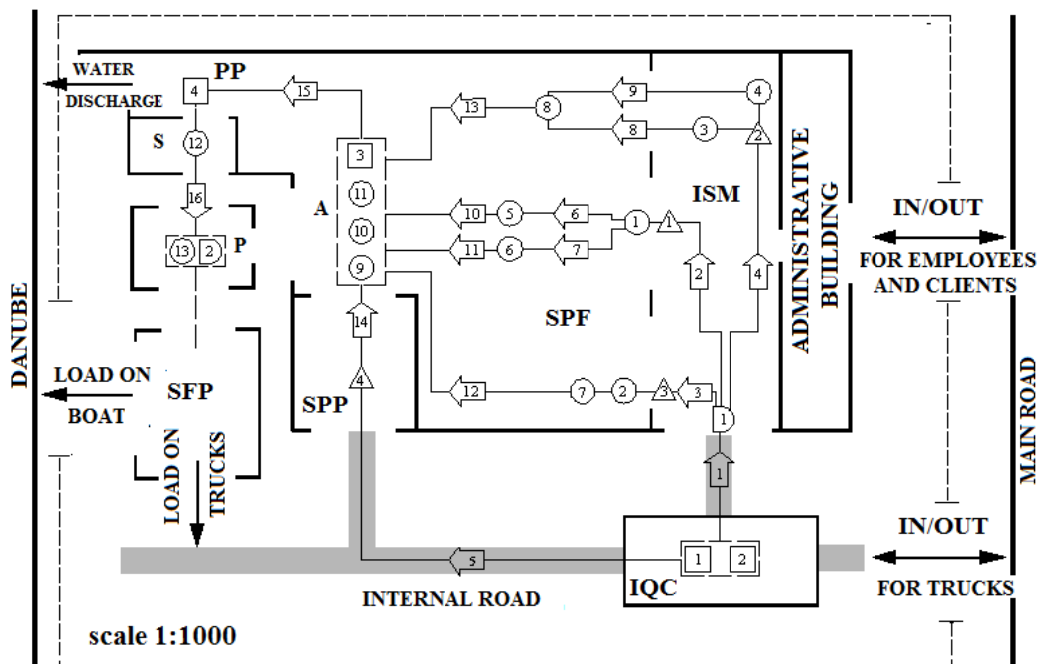 WATER
DISCHARGE
PP
4
15
13
8
9
4
8
3
2
S
12
3
ISM
16
11
A
10
9
10
5
6
1
1
11
6
7
2
4
13
2
P
SPF
ADMINISTRATIVE
BUILDING
IN/OUT
FOR EMPLOYEES
AND CLIENTS
DANUBE
14
LOAD ON
BOAT
SFP
SPP
4
12
7
2
3
3
1
LOAD ON
TRUCKS
1
MAIN ROAD
IN/OUT
FOR TRUCKS
5
1
2
IQC
INTERNAL ROAD
scale 1:1000